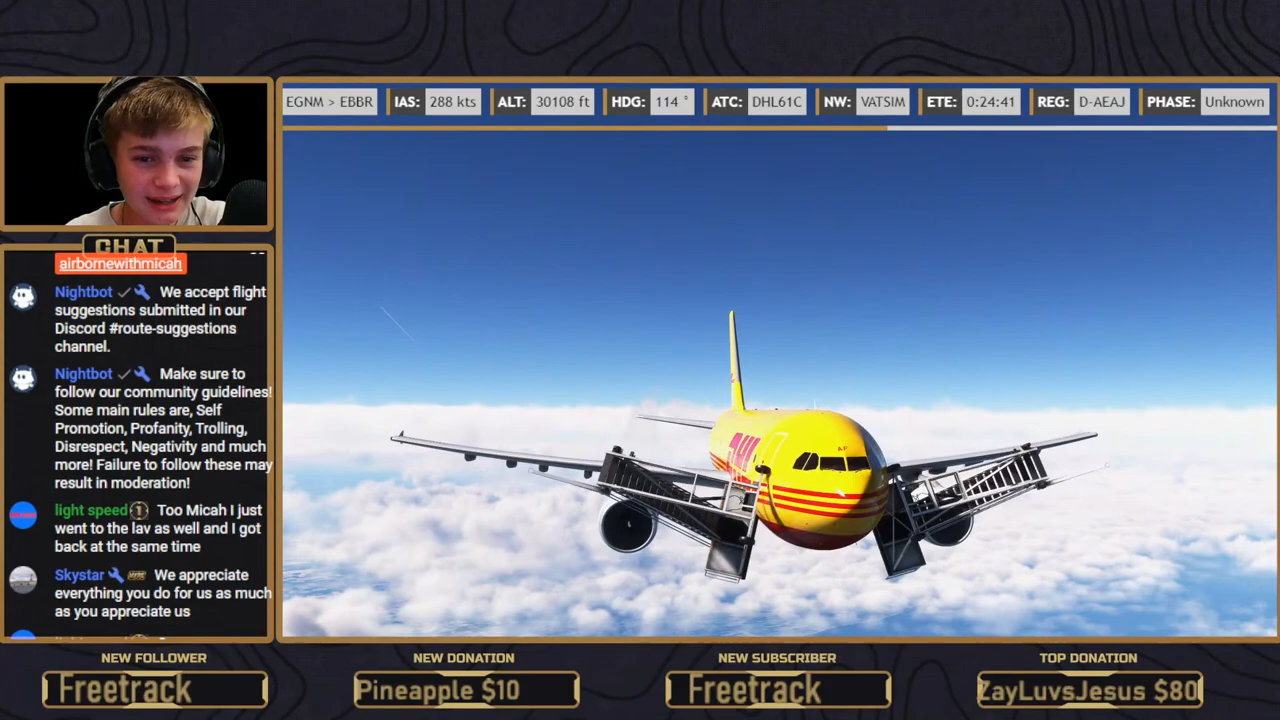 EGNM > EBBR IAS: 288 kts ALT: 30108 ft HDG: 114 ° ATC: DHL61C NW: VATSIM ETE: 0:24:41 REG: D-AEAJ PHASE: Unknown
CHAT
airbornewithmicah
Nightbot We accept flight
suggestions submitted in our
Discord #route-suggestions
channel.
Nightbot Make sure to
follow our community guidelines!
Some main rules are, Self
Promotion, Profanity, Trolling,
Disrespect, Negativity and much
more! Failure to follow these may
result in moderation!
light speed 1 Too Micah I just
went to the lav as well and I got
back at the same time
Skystar We appreciate
everything you do for us as much
as you appreciate us
DHL
NEW FOLLOWER
Freetrack
NEW DONATION
Pineapple $10
NEW SUBSCRIBER
Freetrack
TOP DONATION
ZayLuvsJesus $80